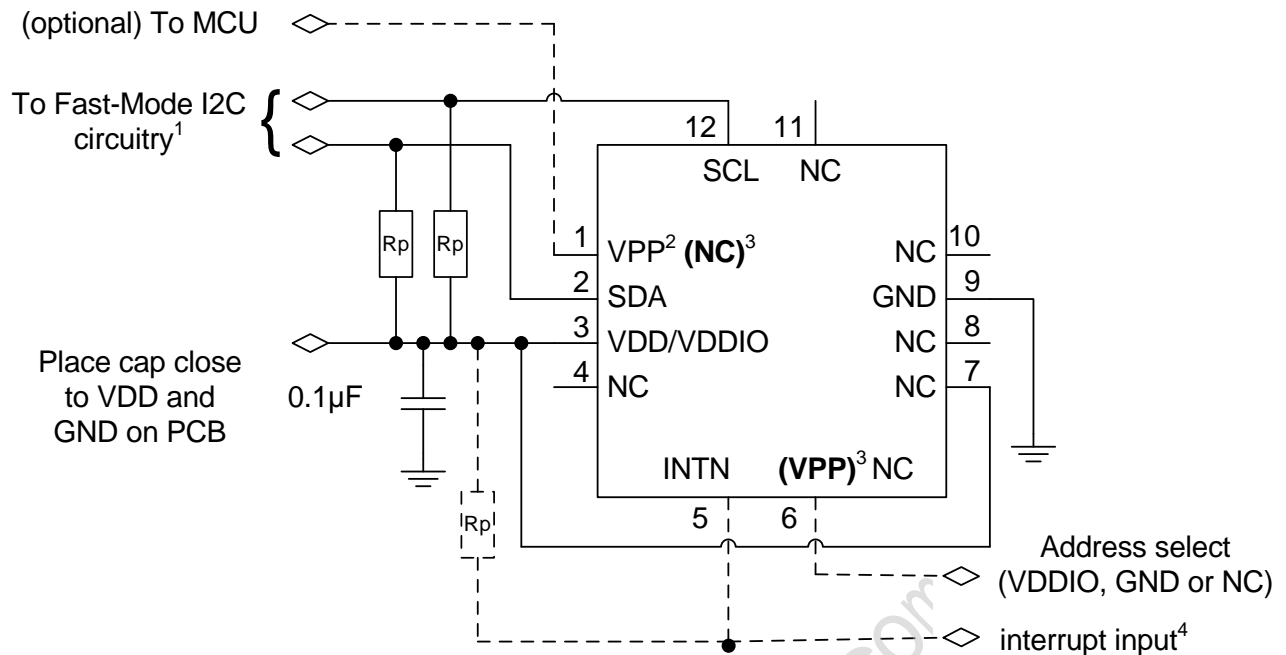 (optional) To MCU
To Fast-Mode I2C
circuitry¹
{
12
11
SCL
NC
Rp
Rp
1
VPP² (NC)³
NC
10
2
SDA
GND
9
3
VDD/VDDIO
NC
8
4
NC
NC
7
Place cap close
to VDD and
GND on PCB
0.1µF
INTN
(VPP)³ NC
Rp
5
6
Address select
(VDDIO, GND or NC)
interrupt input⁴
com